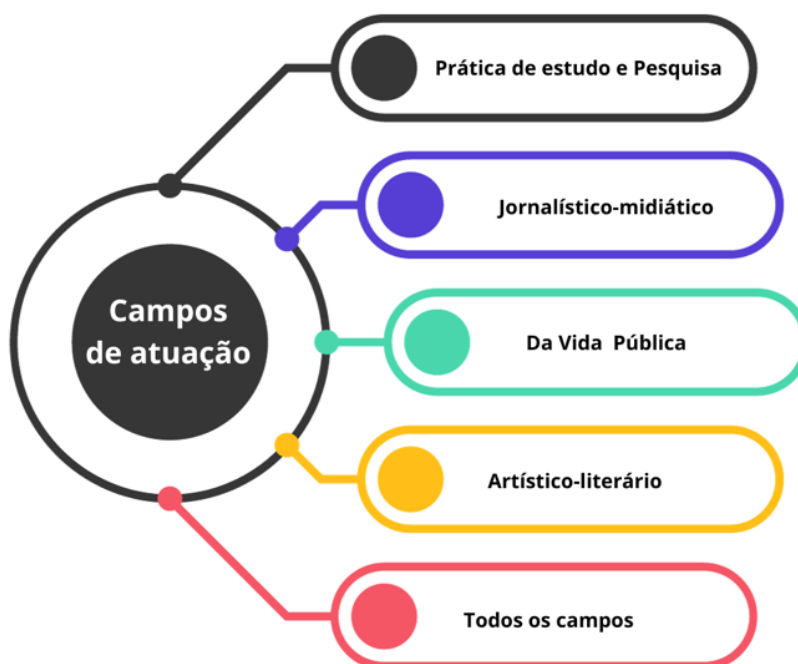 Prática de estudo e Pesquisa
Jornalístico-midiático
Campos
de atuação
Da Vida Pública
Artístico-literário
Todos os campos